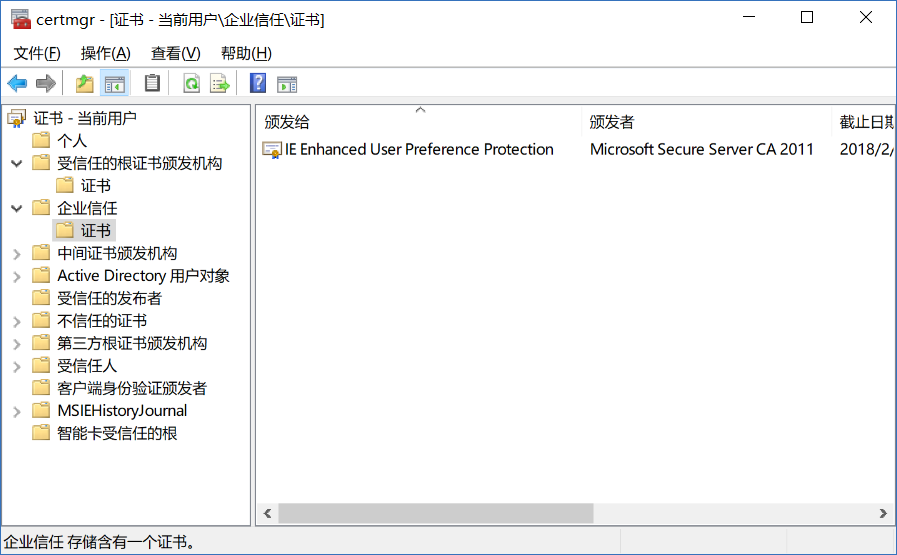 certmgr - [证书 - 当前用户\企业信任\证书]
文件(F) 操作(A) 查看(V) 帮助(H)
证书 - 当前用户
个人
受信任的根证书颁发机构
证书
企业信任
证书
中间证书颁发机构
Active Directory 用户对象
受信任的发布者
不信任的证书
第三方根证书颁发机构
受信任人
客户端身份验证颁发者
MSIEHistoryJournal
智能卡受信任的根
颁发给 颁发者 截止日期
IE Enhanced User Preference Protection Microsoft Secure Server CA 2011 2018/2/
企业信任 存储含有一个证书。